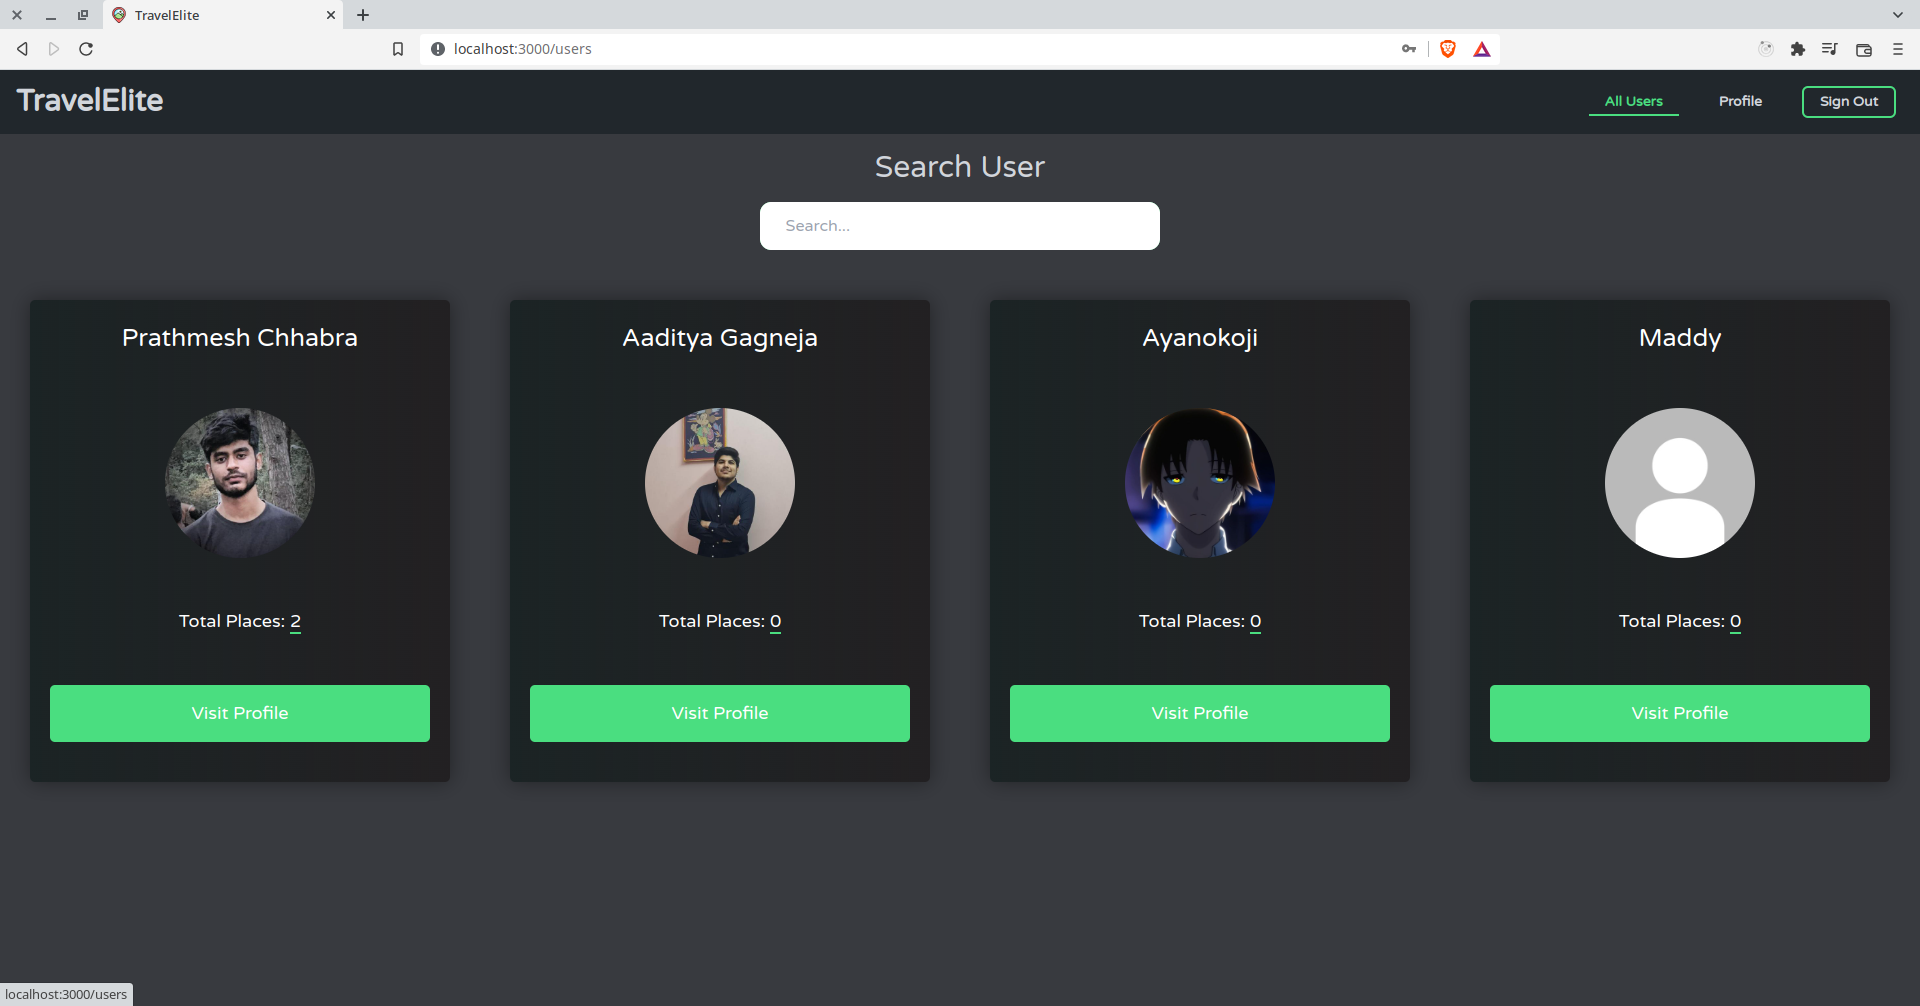 TravelElite
localhost:3000/users
TravelElite
All Users
Profile
Sign Out
Search User
Search...
Prathmesh Chhabra
Aaditya Gagneja
Ayanokoji
Maddy
Total Places: 2
Total Places: 0
Total Places: 0
Total Places: 0
Visit Profile
Visit Profile
Visit Profile
Visit Profile
localhost:3000/users